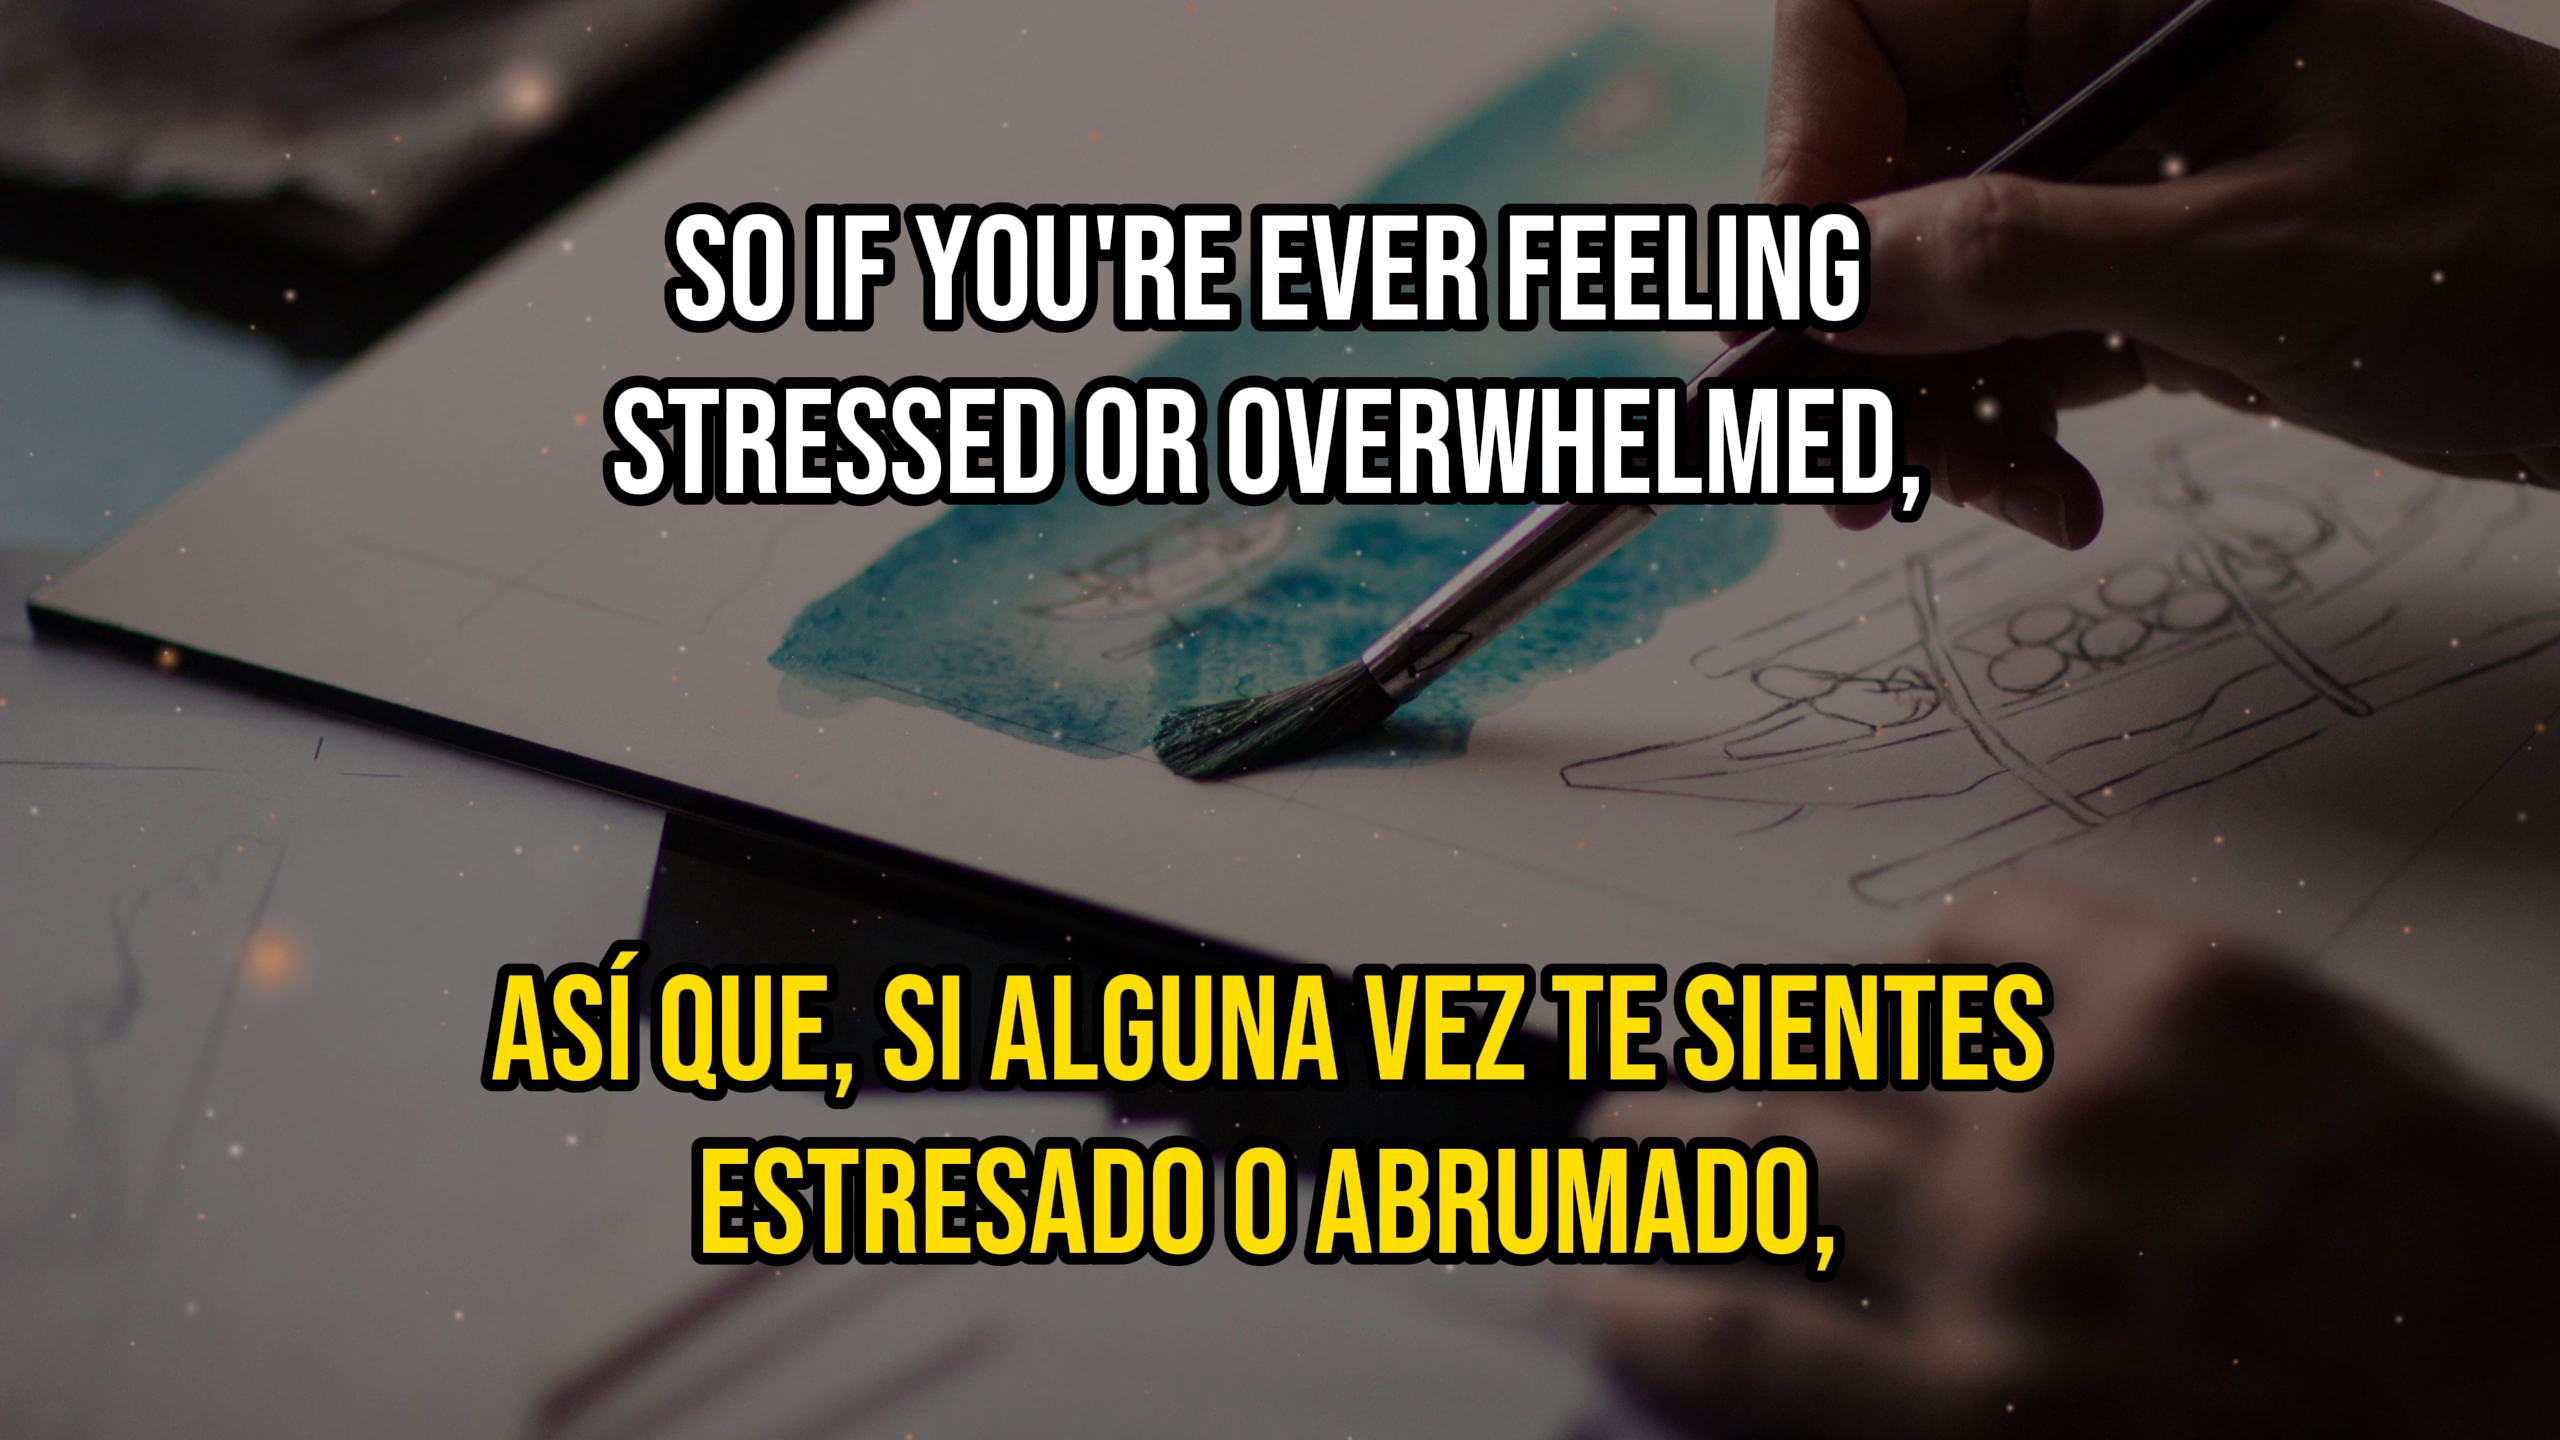 SO IF YOU'RE EVER FEELING
STRESSED OR OVERWHELMED,
ASÍ QUE, SI ALGUNA VEZ TE SIENTES
ESTRESADO O ABRUMADO,